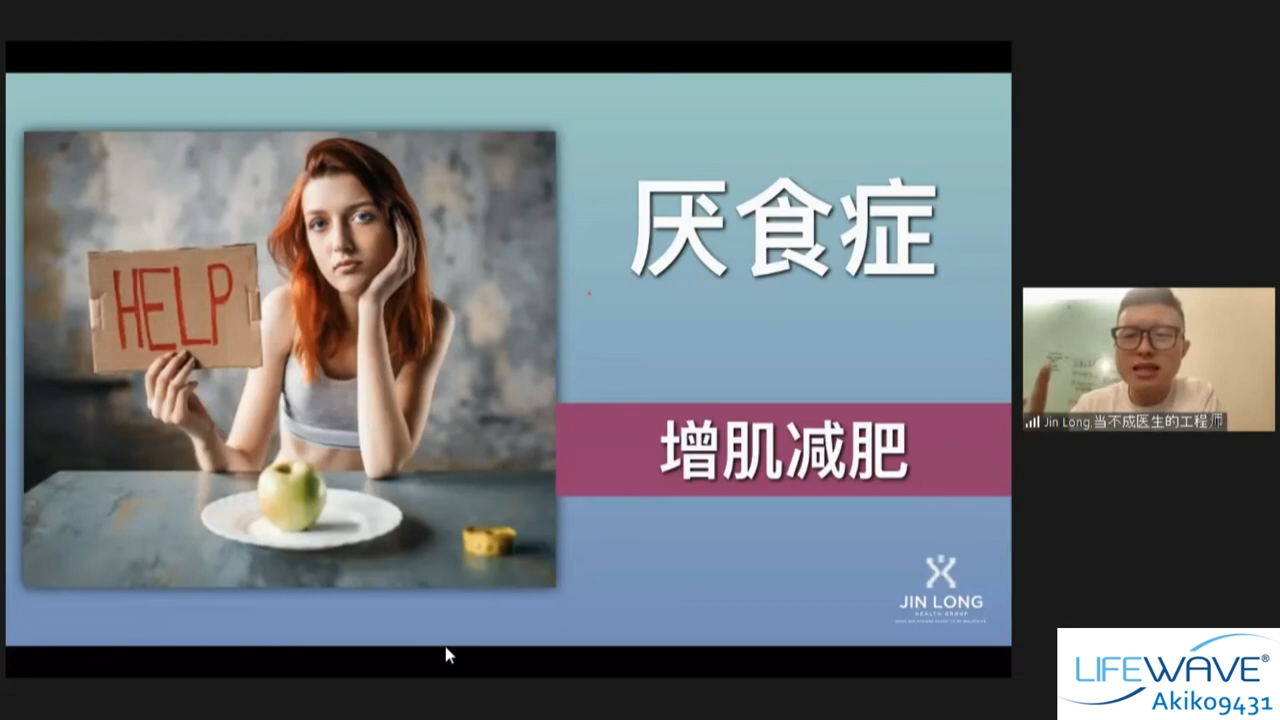 厌食症
HELP
增肌减肥
JIN LONG
HEALTH GROUP
Jin Long 当不成医生的工程师
LIFEWAVE®
Akiko9431